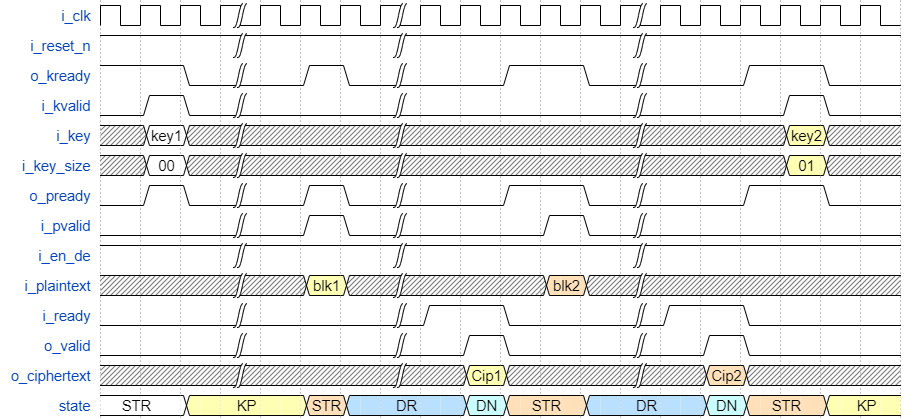 i_clk
i_reset_n
o_kready
i_kvalid
i_key key1 key2
i_key_size 00 01
o_pready
i_pvalid
i_en_de
i_plaintext blk1 blk2
i_ready
o_valid
o_ciphertext Cip1 Cip2
state STR KP STR DR DN STR DR DN STR KP